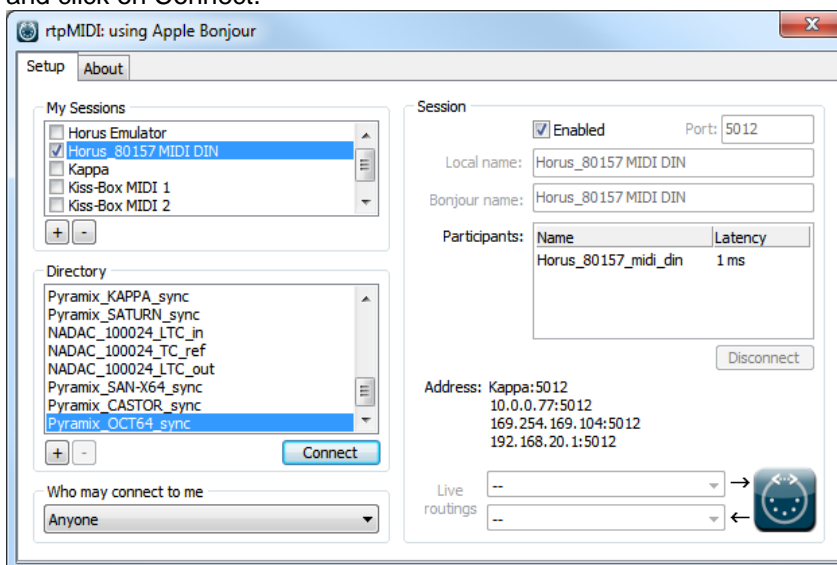 and click on Connect.
rtpMIDI: using Apple Bonjour
Setup About
My Sessions
Horus Emulator
Horus_80157 MIDI DIN
Kappa
Kiss-Box MIDI 1
Kiss-Box MIDI 2
+ -
Directory
Pyramix_KAPPA_sync
Pyramix_SATURN_sync
NADAC_100024_LTC_in
NADAC_100024_TC_ref
NADAC_100024_LTC_out
Pyramix_SAN-X64_sync
Pyramix_CASTOR_sync
Pyramix_OCT64_sync
+ - Connect
Who may connect to me
Anyone
Session
Enabled Port: 5012
Local name: Horus_80157 MIDI DIN
Bonjour name: Horus_80157 MIDI DIN
Participants: Name Latency
Horus_80157_midi_din 1 ms
Disconnect
Address: Kappa:5012
10.0.0.77:5012
169.254.169.104:5012
192.168.20.1:5012
Live routings
--
--